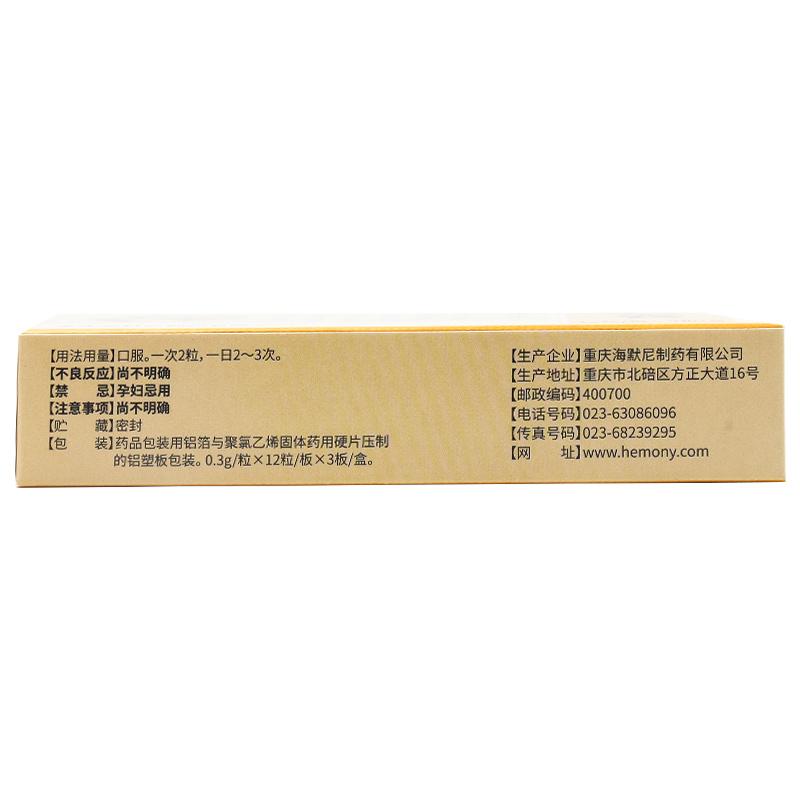 【用法用量】口服。一次2粒，一日2～3次。
【不良反应】尚不明确
【禁 忌】孕妇忌用
【注意事项】尚不明确
【贮 藏】密封
【包 装】药品包装用铝箔与聚氯乙烯固体药用硬片压制
的铝塑板包装。0.3g/粒×12粒/板×3板/盒。
【生产企业】重庆海默尼制药有限公司
【生产地址】重庆市北碚区方正大道16号
【邮政编码】400700
【电话号码】023-63086096
【传真号码】023-68239295
【网 址】www.hemony.com